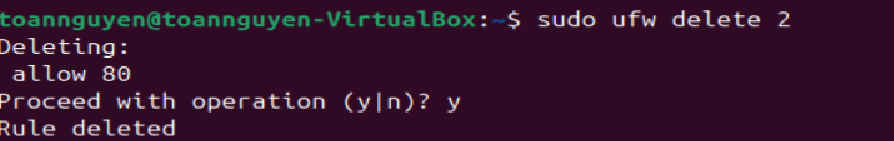 toannguyen@toannguyen-VirtualBox:~$ sudo ufw delete 2
Deleting:
 allow 80
Proceed with operation (y|n)? y
Rule deleted